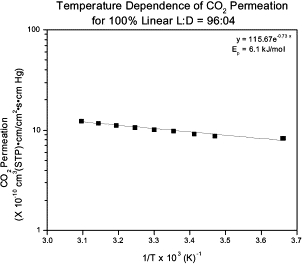 Temperature Dependence of CO₂ Permeation
for 100% Linear L:D = 96:04
y = 115.67e⁻⁰·⁷³ ˣ
Eₚ = 6.1 kJ/mol
CO₂ Permeation
(X 10⁻¹⁰ cm³(STP)•cm/cm²•s•cm Hg)
100
10
1
3.0 3.1 3.2 3.3 3.4 3.5 3.6 3.7
1/T x 10³ (K)⁻¹